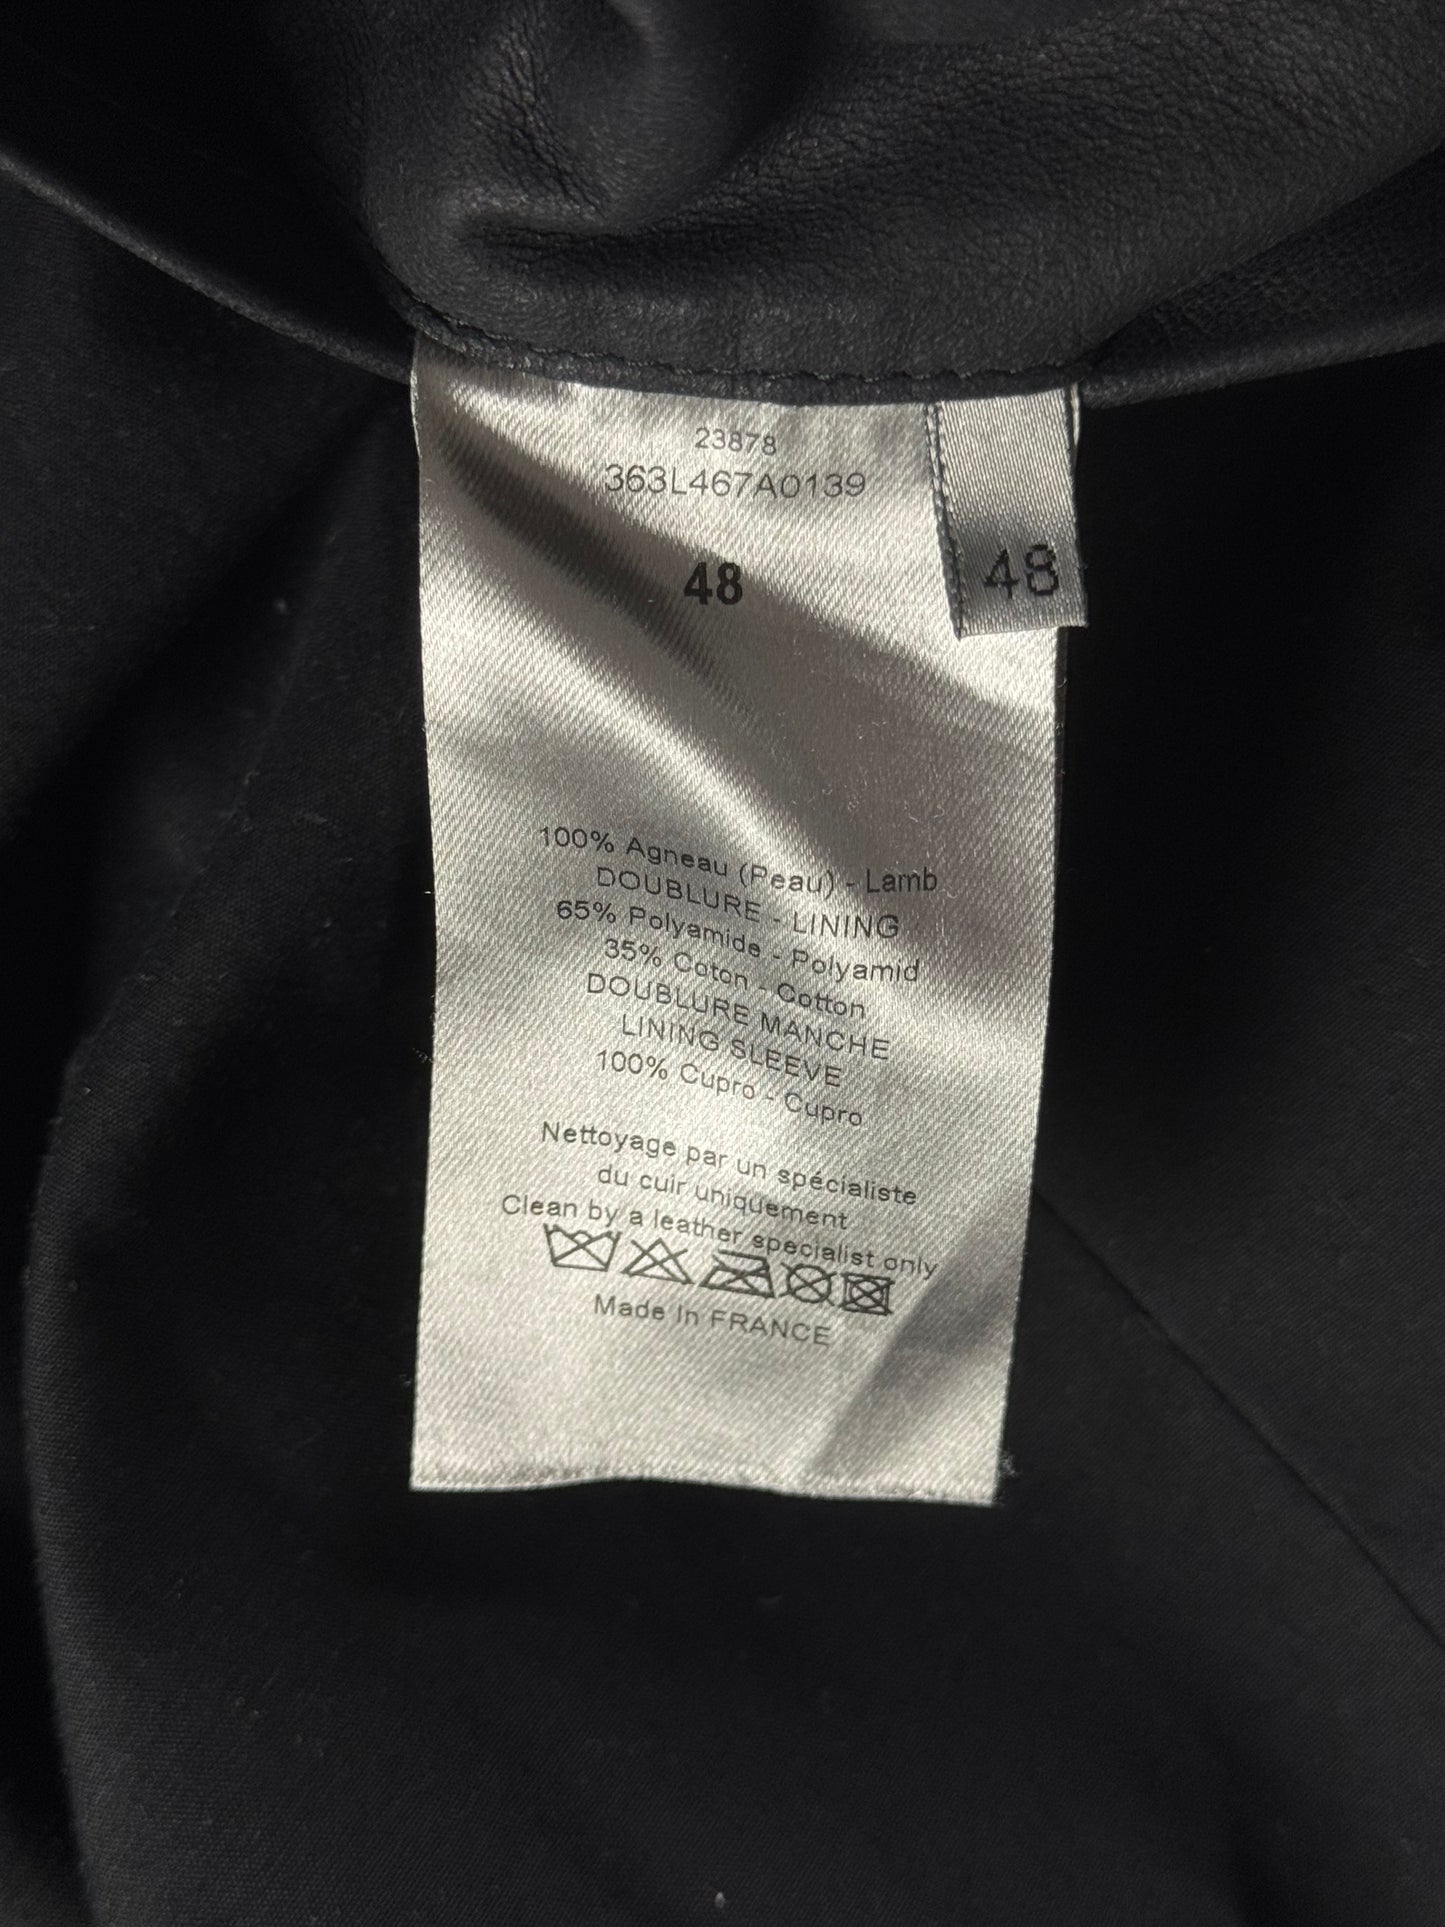 23878
363L467A0139
48
48
100% Agneau (Peau) - Lamb
DOUBLURE - LINING
65% Polyamide - Polyamid
35% Coton - Cotton
DOUBLURE MANCHE
LINING SLEEVE
100% Cupro - Cupro
Nettoyage par un spécialiste
du cuir uniquement
Clean by a leather specialist only
Made In FRANCE